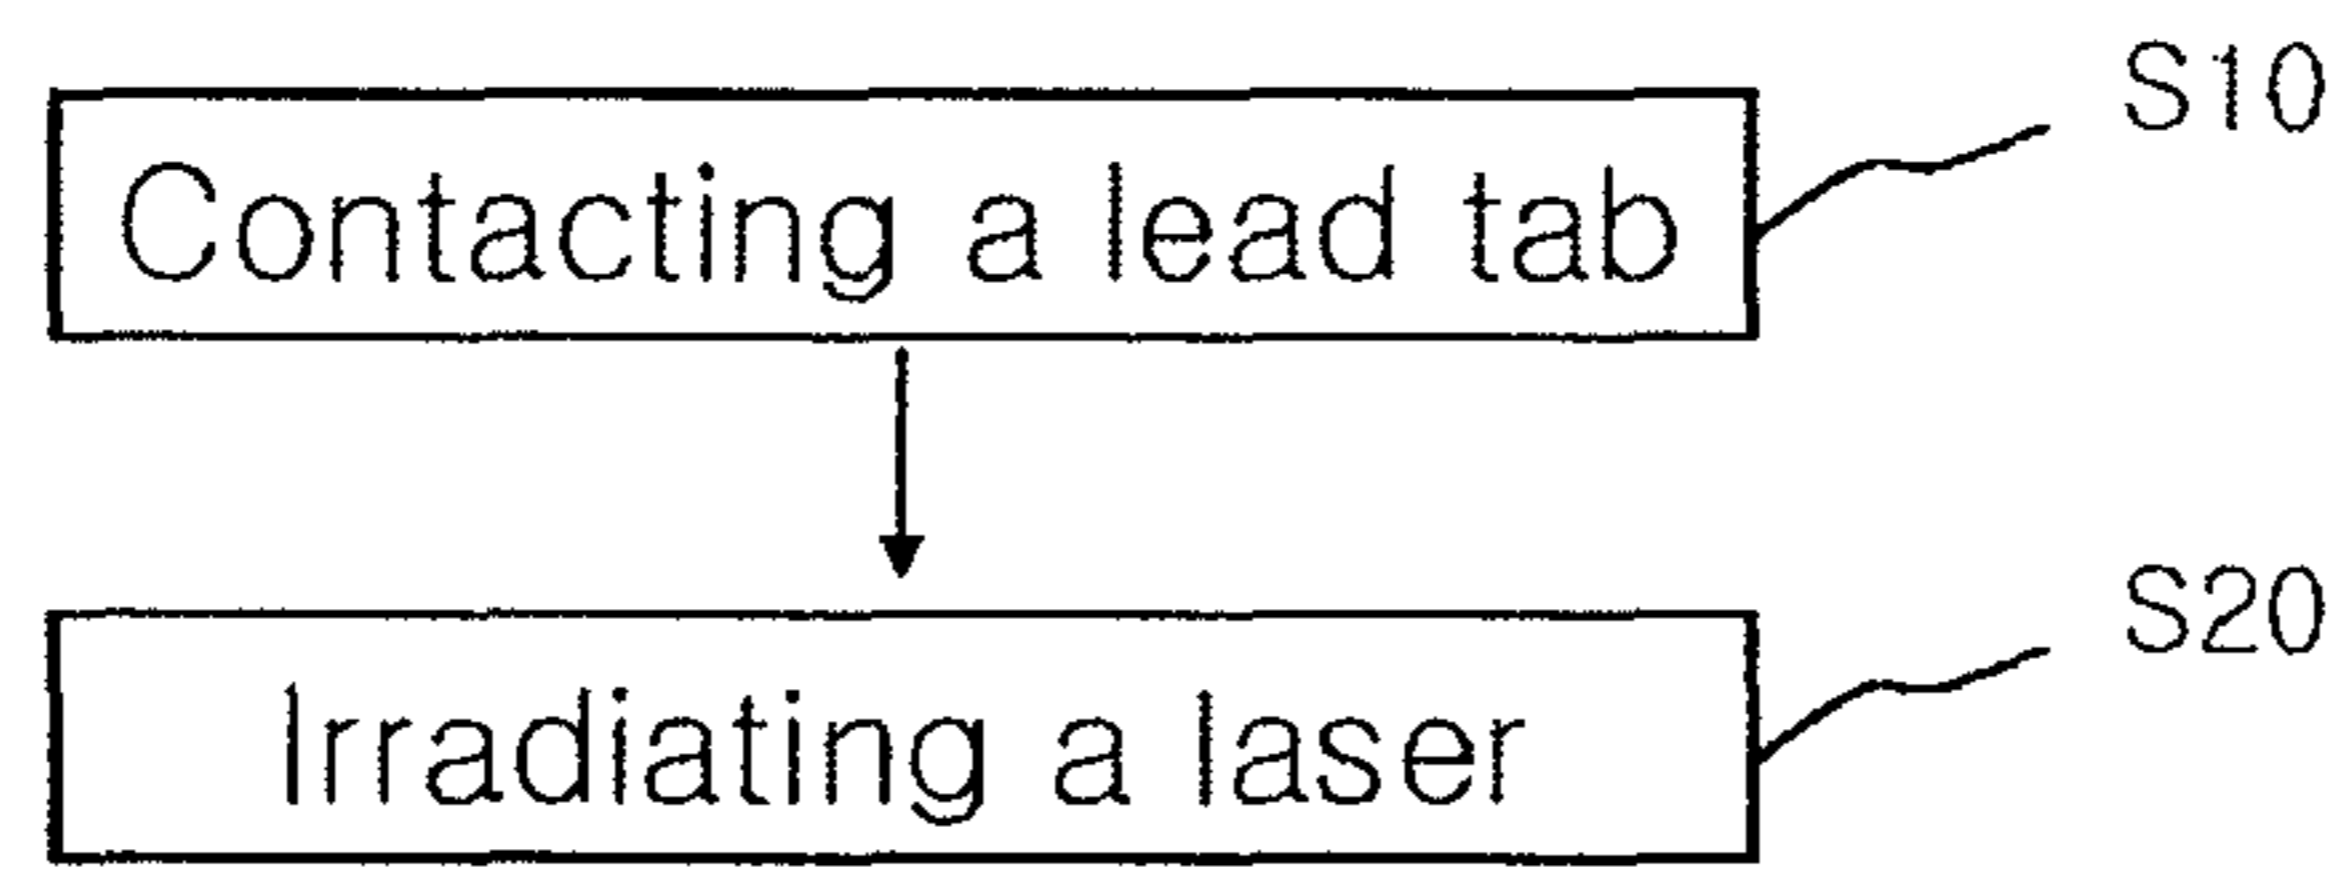 S10
Contacting a lead tab
S20
Irradiating a laser